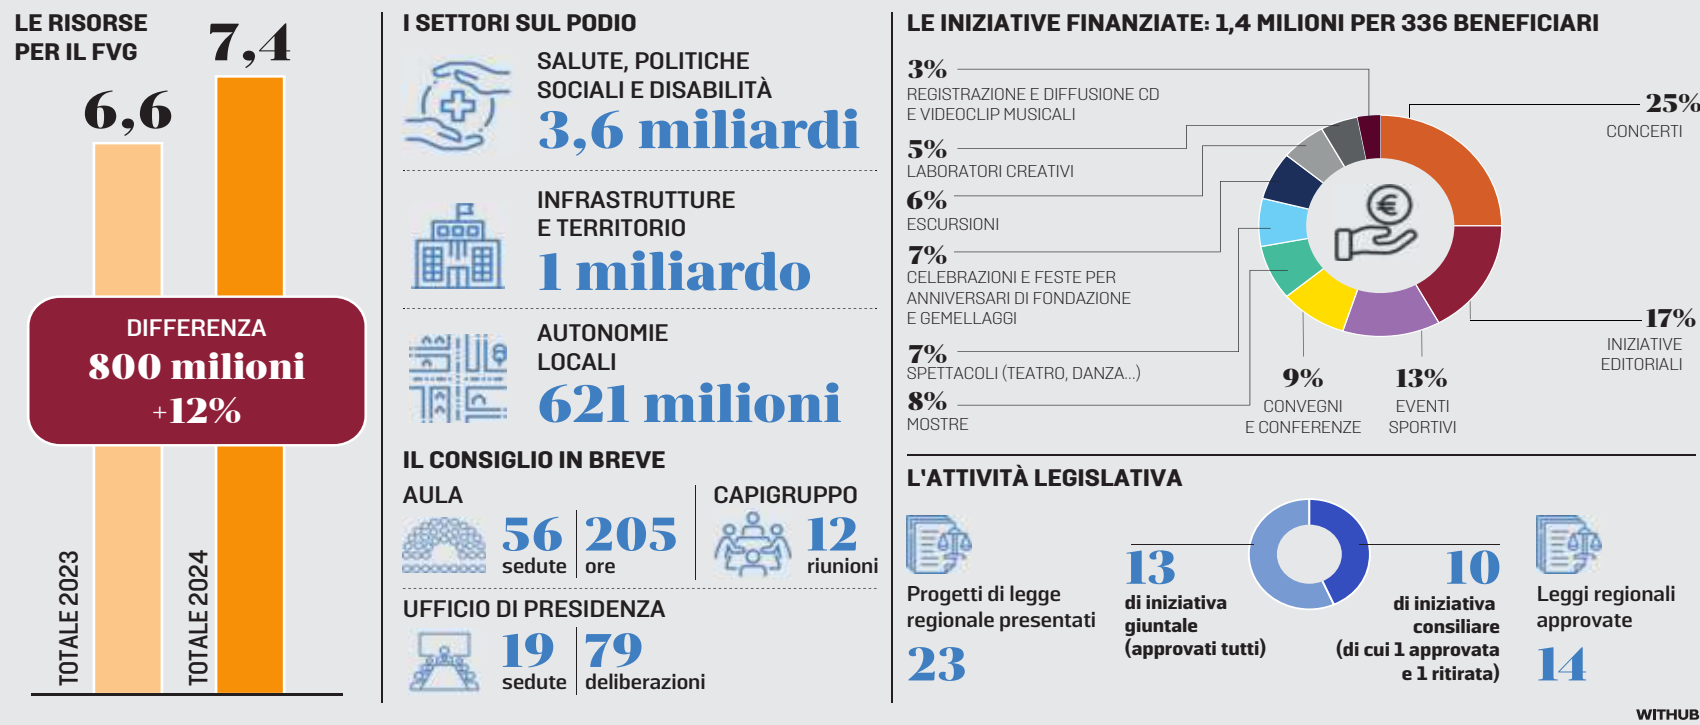 LE RISORSE
PER IL FVG
6,6
7,4
DIFFERENZA
800 milioni
+12%
TOTALE 2023
TOTALE 2024
I SETTORI SUL PODIO
SALUTE, POLITICHE
SOCIALI E DISABILITÀ
3,6 miliardi
INFRASTRUTTURE
E TERRITORIO
1 miliardo
AUTONOMIE
LOCALI
621 milioni
IL CONSIGLIO IN BREVE
AULA
56
sedute
205
ore
CAPIGRUPPO
12
riunioni
UFFICIO DI PRESIDENZA
19
sedute
79
deliberazioni
LE INIZIATIVE FINANZIATE: 1,4 MILIONI PER 336 BENEFICIARI
3%
REGISTRAZIONE E DIFFUSIONE CD
E VIDEOCLIP MUSICALI
5%
LABORATORI CREATIVI
6%
ESCURSIONI
7%
CELEBRAZIONI E FESTE PER
ANNIVERSARI DI FONDAZIONE
E GEMELLAGGI
7%
SPETTACOLI (TEATRO, DANZA...)
8%
MOSTRE
9%
CONVEGNI
E CONFERENZE
13%
EVENTI
SPORTIVI
25%
CONCERTI
17%
INIZIATIVE
EDITORIALI
€
L'ATTIVITÀ LEGISLATIVA
Progetti di legge
regionale presentati
23
13
di iniziativa
giuntale
(approvati tutti)
10
di iniziativa
consiliare
(di cui 1 approvata
e 1 ritirata)
Leggi regionali
approvate
14
WITHUB